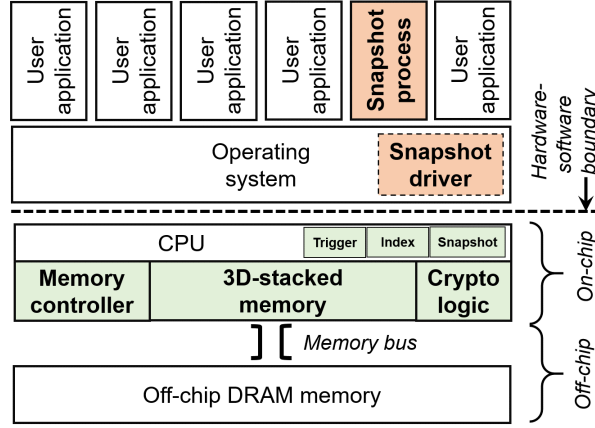 User
application
User
application
User
application
User
application
Snapshot
process
User
application
Operating
system
Snapshot
driver
Hardware-
software
boundary
CPU
Trigger
Index
Snapshot
Memory
controller
3D-stacked
memory
Crypto
logic
On-chip
Memory bus
Off-chip DRAM memory
Off-chip